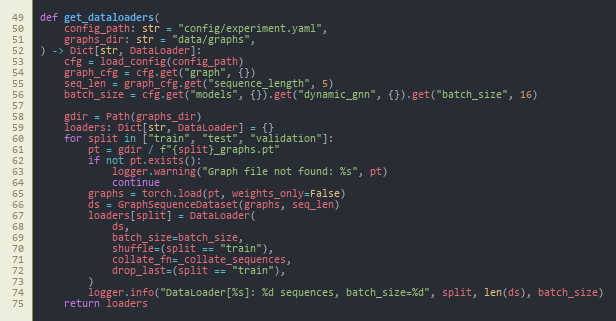 49 def get_dataloaders(
50     config_path: str = "config/experiment.yaml",
51     graphs_dir: str = "data/graphs",
52 ) -> Dict[str, DataLoader]:
53     cfg = load_config(config_path)
54     graph_cfg = cfg.get("graph", {})
55     seq_len = graph_cfg.get("sequence_length", 5)
56     batch_size = cfg.get("models", {}).get("dynamic_gnn", {}).get("batch_size", 16)
57
58     gdir = Path(graphs_dir)
59     loaders: Dict[str, DataLoader] = {}
60     for split in ["train", "test", "validation"]:
61         pt = gdir / f"{split}_graphs.pt"
62         if not pt.exists():
63             logger.warning("Graph file not found: %s", pt)
64             continue
65         graphs = torch.load(pt, weights_only=False)
66         ds = GraphSequenceDataset(graphs, seq_len)
67         loaders[split] = DataLoader(
68             ds,
69             batch_size=batch_size,
70             shuffle=(split == "train"),
71             collate_fn=_collate_sequences,
72             drop_last=(split == "train"),
73         )
74         logger.info("DataLoader[%s]: %d sequences, batch_size=%d", split, len(ds), batch_size)
75     return loaders